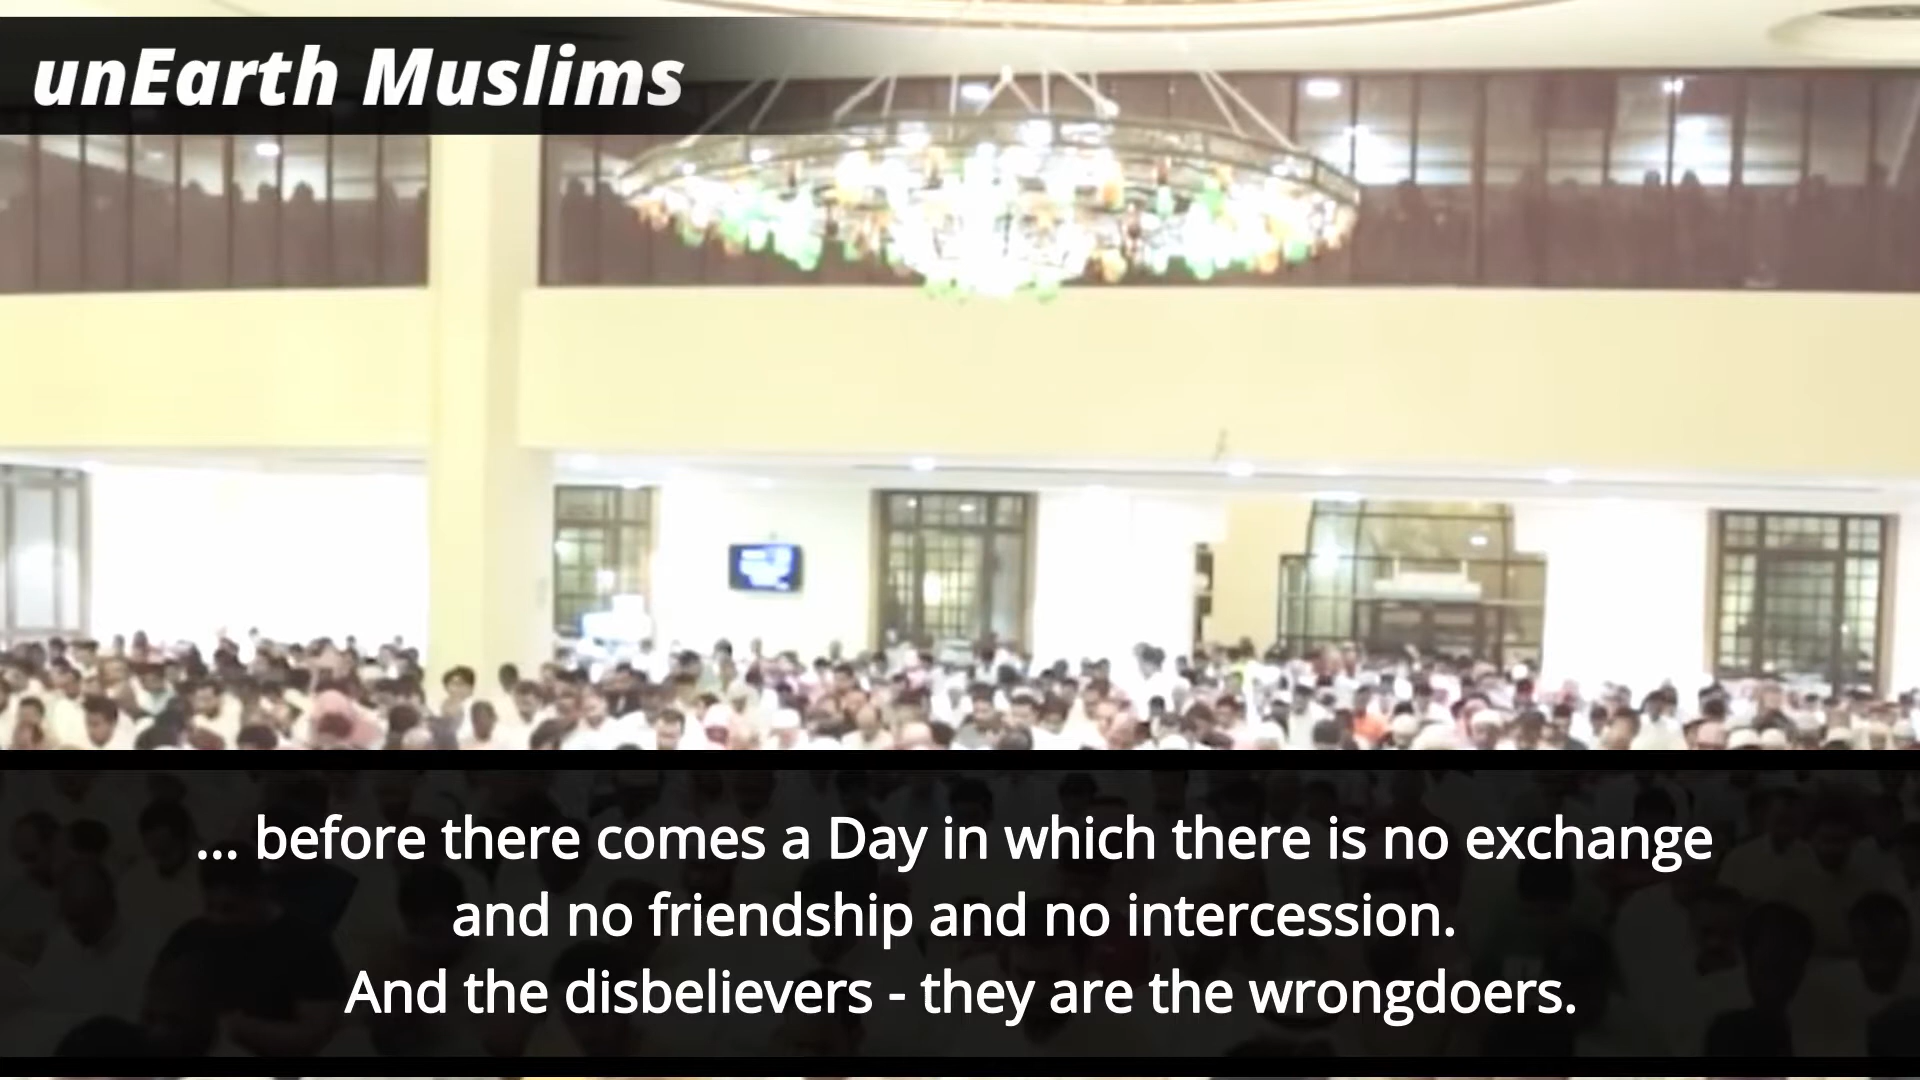 unEarth Muslims
... before there comes a Day in which there is no exchange
and no friendship and no intercession.
And the disbelievers - they are the wrongdoers.